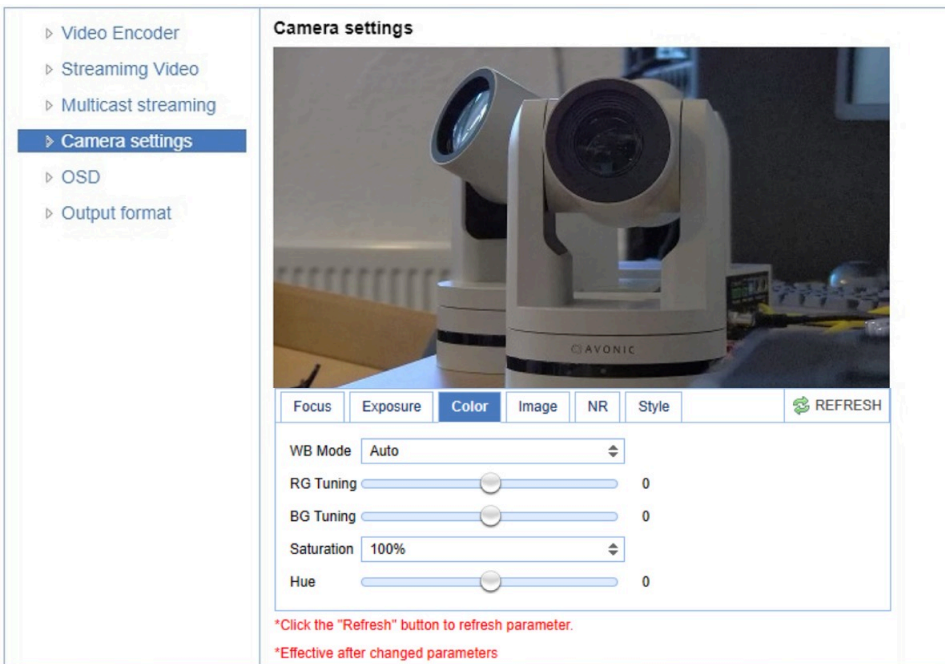 Video Encoder
Streamimg Video
Multicast streaming
Camera settings
OSD
Output format
Camera settings
AVONIC
Focus Exposure Color Image NR Style REFRESH
WB Mode Auto
RG Tuning 0
BG Tuning 0
Saturation 100%
Hue 0
*Click the "Refresh" button to refresh parameter.
*Effective after changed parameters